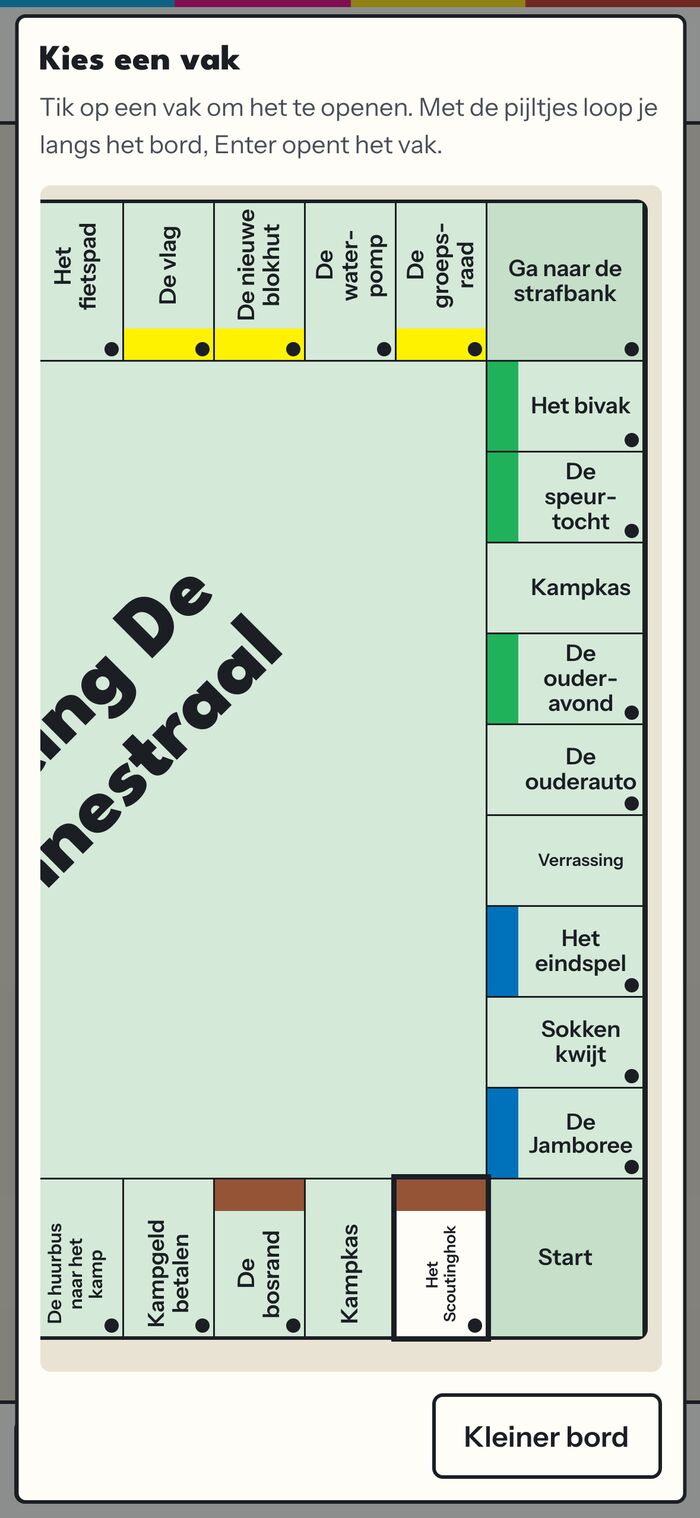 Kies een vak
Tik op een vak om het te openen. Met de pijltjes loop je
langs het bord, Enter opent het vak.
Het
fietspad
De vlag
De nieuwe
blokhut
De
water-
pomp
De
groeps-
raad
Ga naar de
strafbank
Het bivak
De
speur-
tocht
Kampkas
De
ouder-
avond
De
ouderauto
Verrassing
Het
eindspel
Sokken
kwijt
De
Jamboree
ing De
nestraal
De huurbus
naar het
kamp
Kampgeld
betalen
De
bosrand
Kampkas
Het
Scoutinghok
Start
Kleiner bord